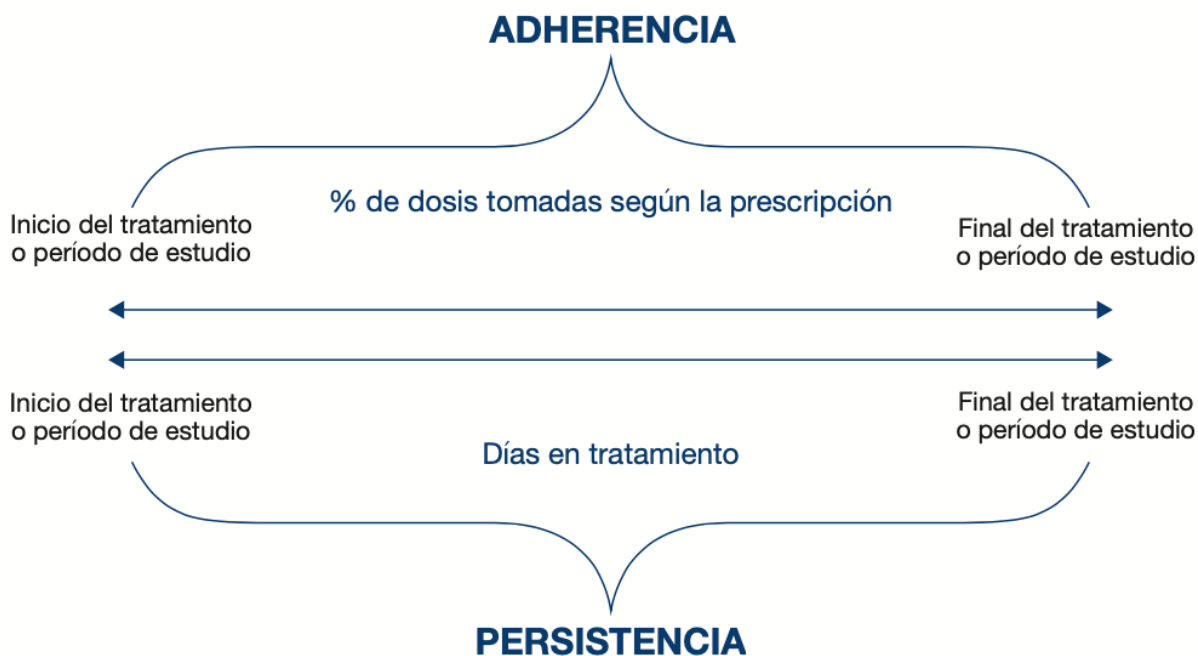 ADHERENCIA
% de dosis tomadas según la prescripción
Inicio del tratamiento
o período de estudio
Final del tratamiento
o período de estudio
Inicio del tratamiento
o período de estudio
Final del tratamiento
o período de estudio
Días en tratamiento
PERSISTENCIA